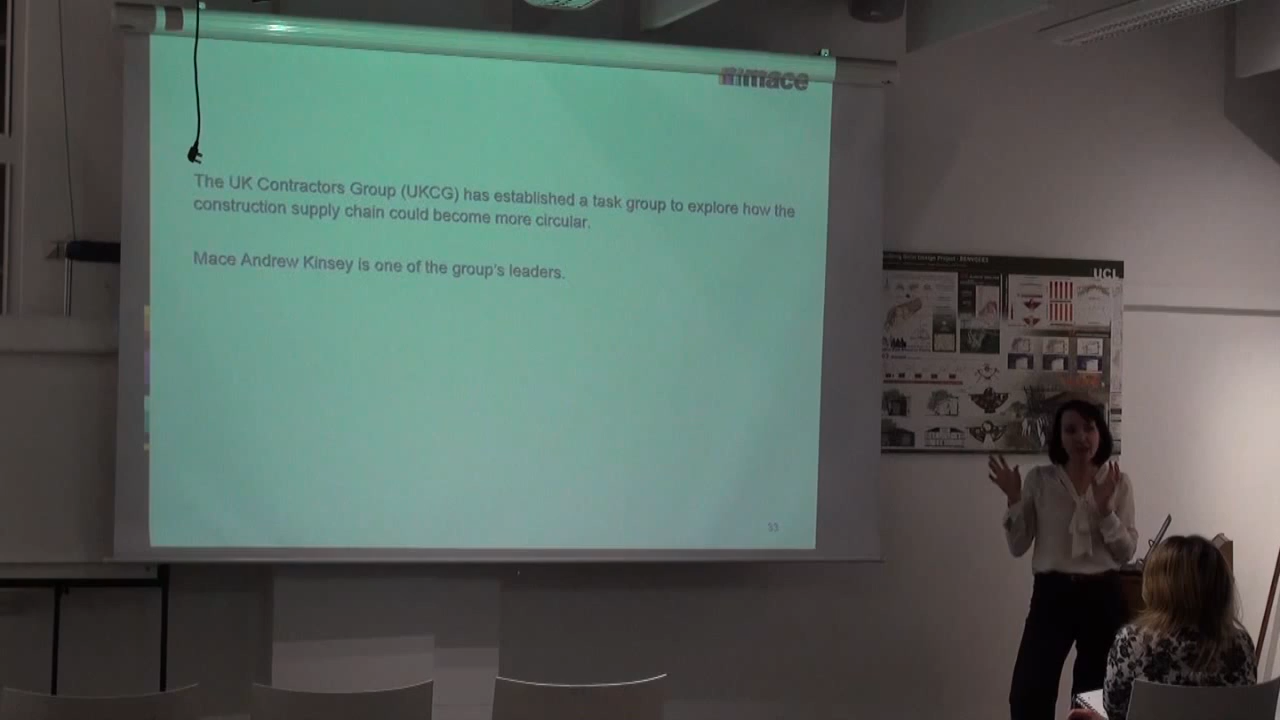 mace
The UK Contractors Group (UKCG) has established a task group to explore how the
construction supply chain could become more circular.
Mace Andrew Kinsey is one of the group's leaders.
33
UCL